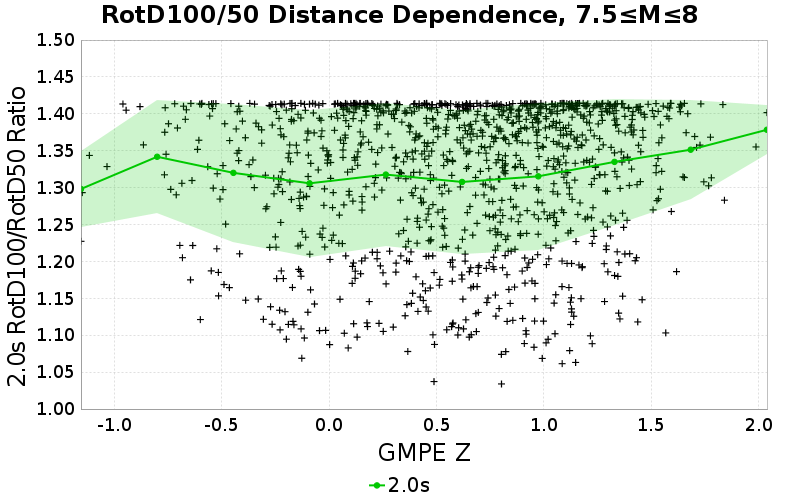 RotD100/50 Distance Dependence, 7.5≤M≤8
2.0s RotD100/RotD50 Ratio
1.50
1.45
1.40
1.35
1.30
1.25
1.20
1.15
1.10
1.05
1.00
-1.0 -0.5 0.0 0.5 1.0 1.5 2.0
GMPE Z
2.0s